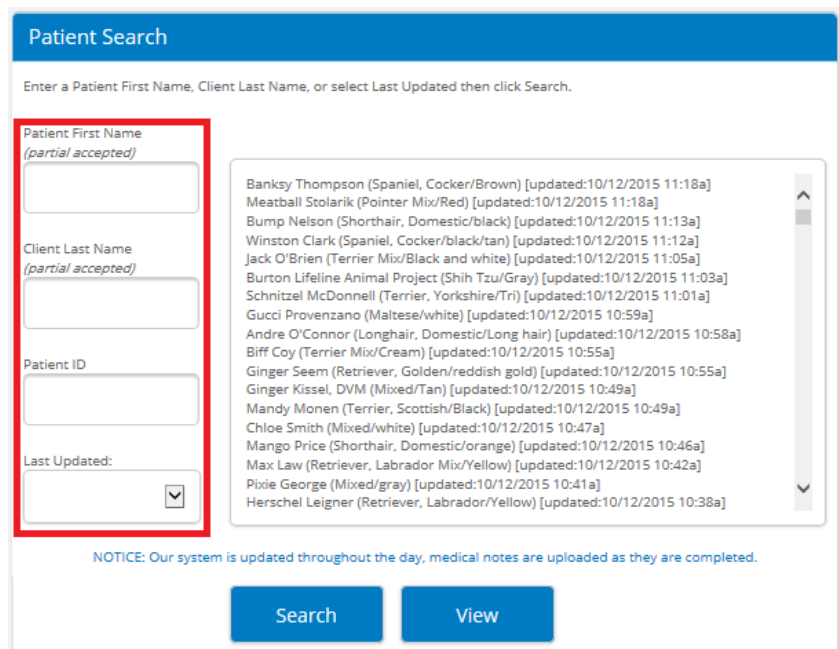 Patient Search
Enter a Patient First Name, Client Last Name, or select Last Updated then click Search.
Patient First Name
(partial accepted)
Client Last Name
(partial accepted)
Patient ID
Last Updated:
Banksy Thompson (Spaniel, Cocker/Brown) [updated:10/12/2015 11:18a]
Meatball Stolarik (Pointer Mix/Red) [updated:10/12/2015 11:18a]
Bump Nelson (Shorthair, Domestic/black) [updated:10/12/2015 11:13a]
Winston Clark (Spaniel, Cocker/black/tan) [updated:10/12/2015 11:12a]
Jack O'Brien (Terrier Mix/Black and white) [updated:10/12/2015 11:05a]
Burton Lifeline Animal Project (Shih Tzu/Gray) [updated:10/12/2015 11:03a]
Schnitzel McDonnell (Terrier, Yorkshire/Tri) [updated:10/12/2015 11:01a]
Gucci Provenzano (Maltese/white) [updated:10/12/2015 10:59a]
Andre O'Connor (Longhair, Domestic/Long hair) [updated:10/12/2015 10:58a]
Biff Coy (Terrier Mix/Cream) [updated:10/12/2015 10:55a]
Ginger Seem (Retriever, Golden/reddish gold) [updated:10/12/2015 10:55a]
Ginger Kissel, DVM (Mixed/Tan) [updated:10/12/2015 10:49a]
Mandy Monen (Terrier, Scottish/Black) [updated:10/12/2015 10:49a]
Chloe Smith (Mixed/white) [updated:10/12/2015 10:47a]
Mango Price (Shorthair, Domestic/orange) [updated:10/12/2015 10:46a]
Max Law (Retriever, Labrador Mix/Yellow) [updated:10/12/2015 10:42a]
Pixie George (Mixed/gray) [updated:10/12/2015 10:41a]
Herschel Leigner (Retriever, Labrador/Yellow) [updated:10/12/2015 10:38a]
NOTICE: Our system is updated throughout the day, medical notes are uploaded as they are completed.
Search
View